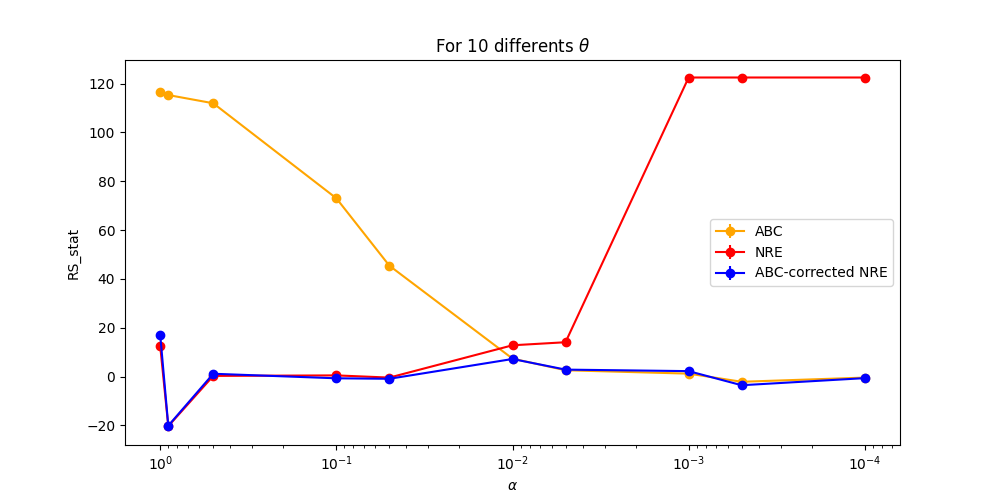 For 10 differents θ
RS_stat
120
100
80
60
40
20
0
−20
10⁰
10⁻¹
10⁻²
10⁻³
10⁻⁴
α
ABC
NRE
ABC-corrected NRE